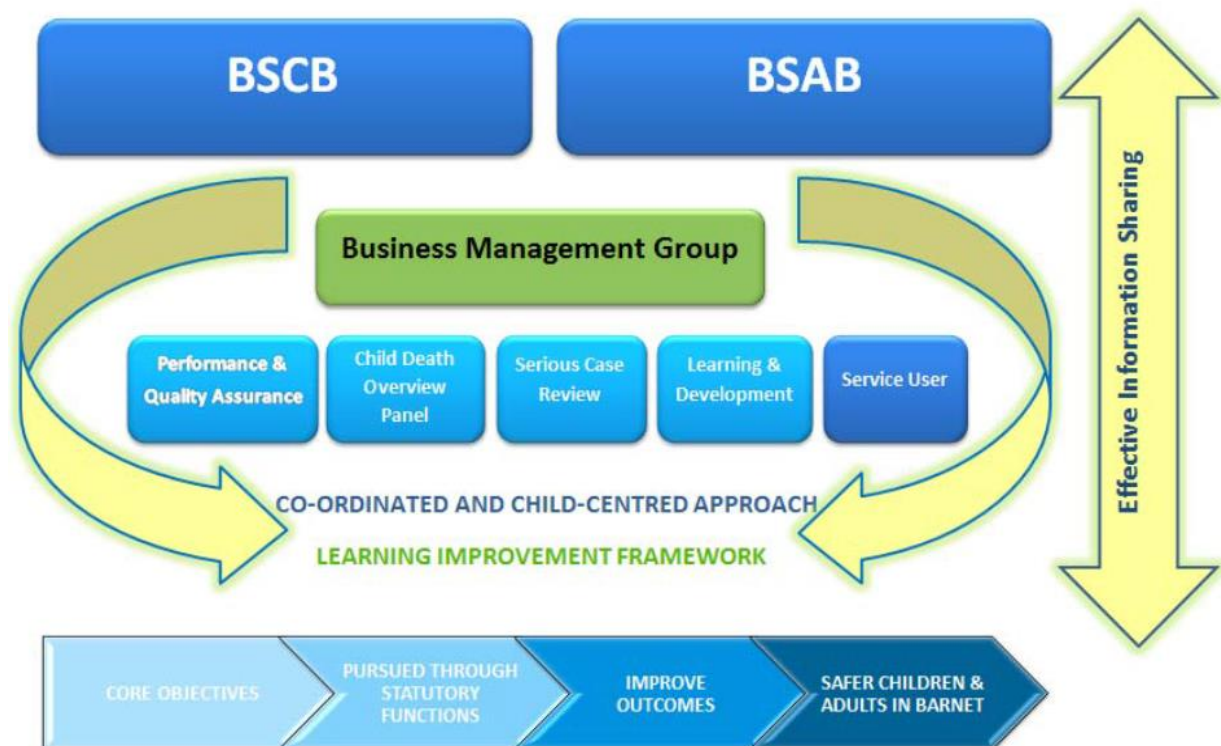 BSCB
BSAB
Effective Information Sharing
Business Management Group
Performance &
Quality Assurance
Child Death
Overview
Panel
Serious Case
Review
Learning &
Development
Service User
CO-ORDINATED AND CHILD-CENTRED APPROACH
LEARNING IMPROVEMENT FRAMEWORK
CORE OBJECTIVES
PURSUED THROUGH
STATUTORY
FUNCTIONS
IMPROVE
OUTCOMES
SAFER CHILDREN &
ADULTS IN BARNET